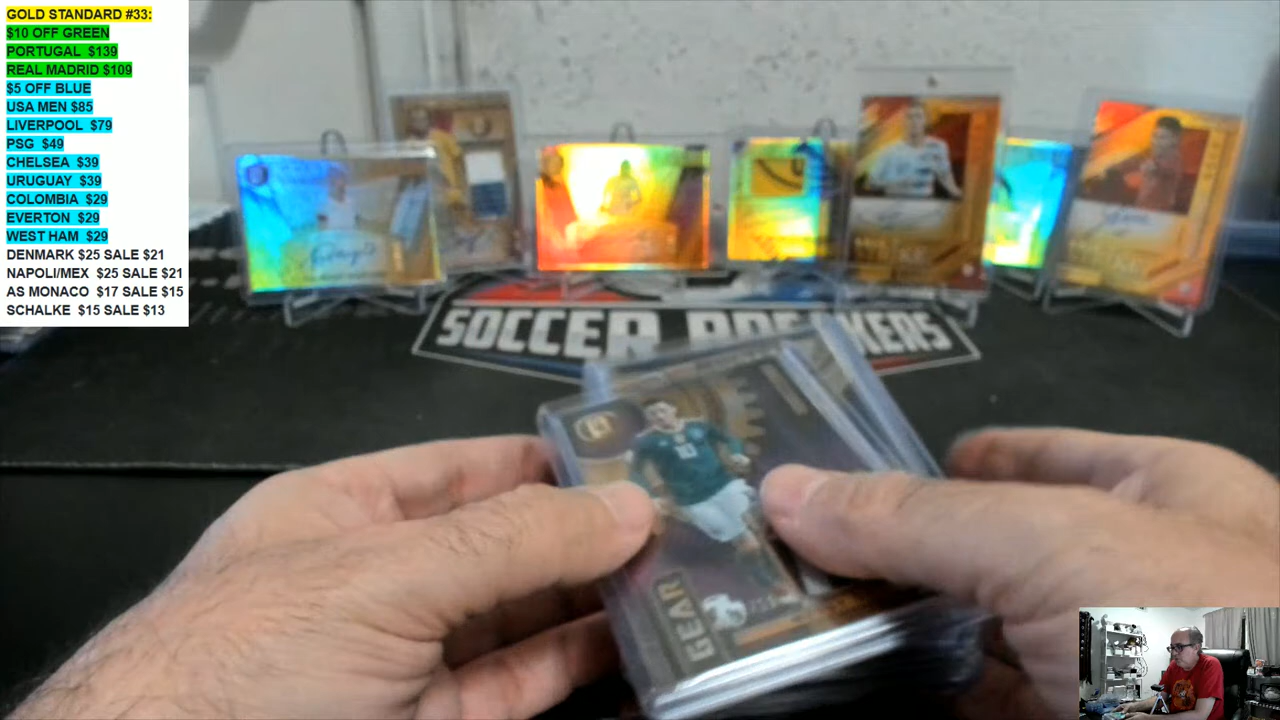 GOLD STANDARD #33:
$10 OFF GREEN
PORTUGAL $139
REAL MADRID $109
$5 OFF BLUE
USA MEN $85
LIVERPOOL $79
PSG $49
CHELSEA $39
URUGUAY $39
COLOMBIA $29
EVERTON $29
WEST HAM $29
DENMARK $25 SALE $21
NAPOLI/MEX $25 SALE $21
AS MONACO $17 SALE $15
SCHALKE $15 SALE $13
SOCCER BREAKERS
GEAR